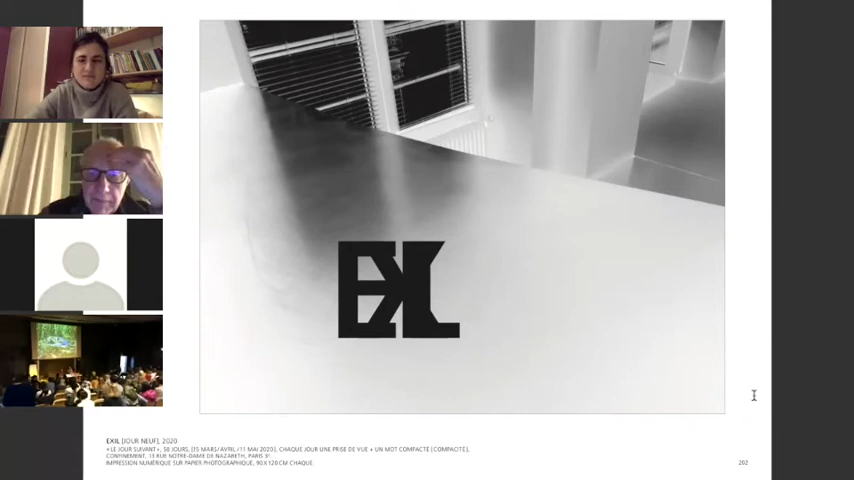 EXIL
EXIL [JOUR NEUF], 2020
« LE JOUR SUIVANT », 58 JOURS, [15 MARS/AVRIL/11 MAI 2020], CHAQUE JOUR UNE PRISE DE VUE + UN MOT COMPACTÉ [COMPACITÉ],
CONFINEMENT, 13 RUE NOTRE-DAME DE NAZARETH, PARIS 3ᴱ.
IMPRESSION NUMÉRIQUE SUR PAPIER PHOTOGRAPHIQUE, 90 X 120 CM CHAQUE.
202